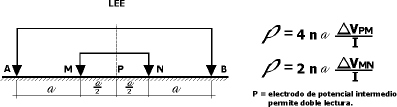 LEE
A M P N B
a a/2 a/2 a
ρ = 4 n a ΔVPM/I
ρ = 2 n a ΔVMN/I
P = electrodo de potencial intermedio
permite doble lectura.